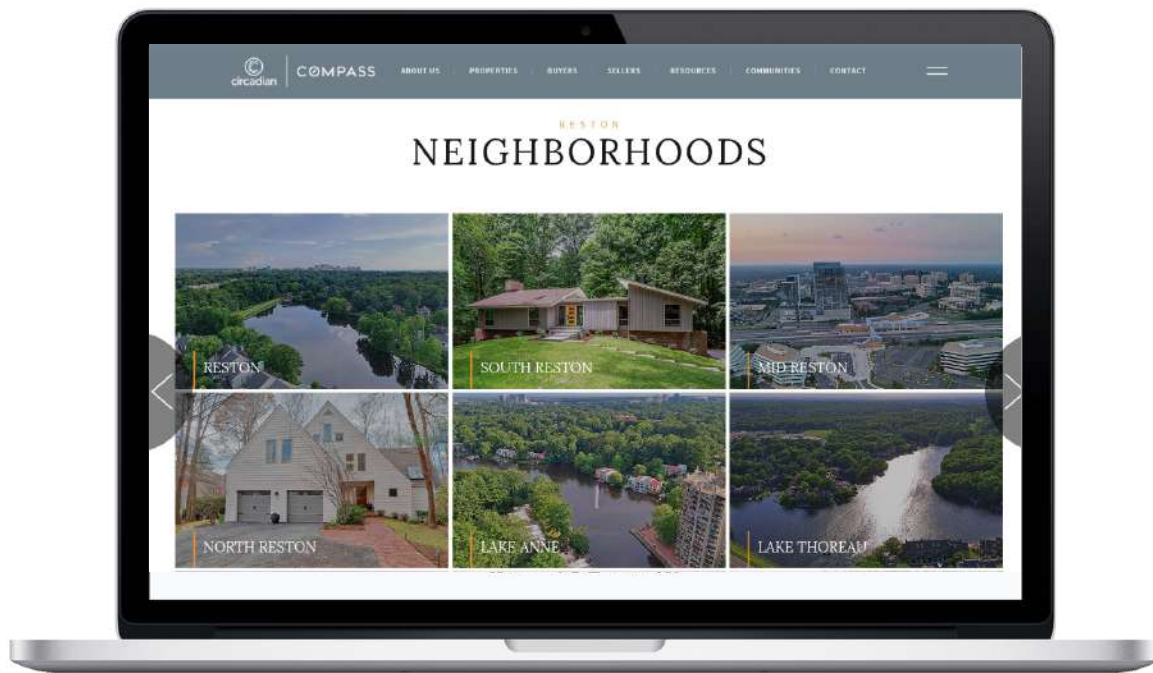 circadian
COMPASS
ABOUT US
PROPERTIES
BUYERS
SELLERS
RESOURCES
COMMUNITIES
CONTACT
RESTON
NEIGHBORHOODS
RESTON
SOUTH RESTON
MID RESTON
NORTH RESTON
LAKE ANNE
LAKE THOREAU